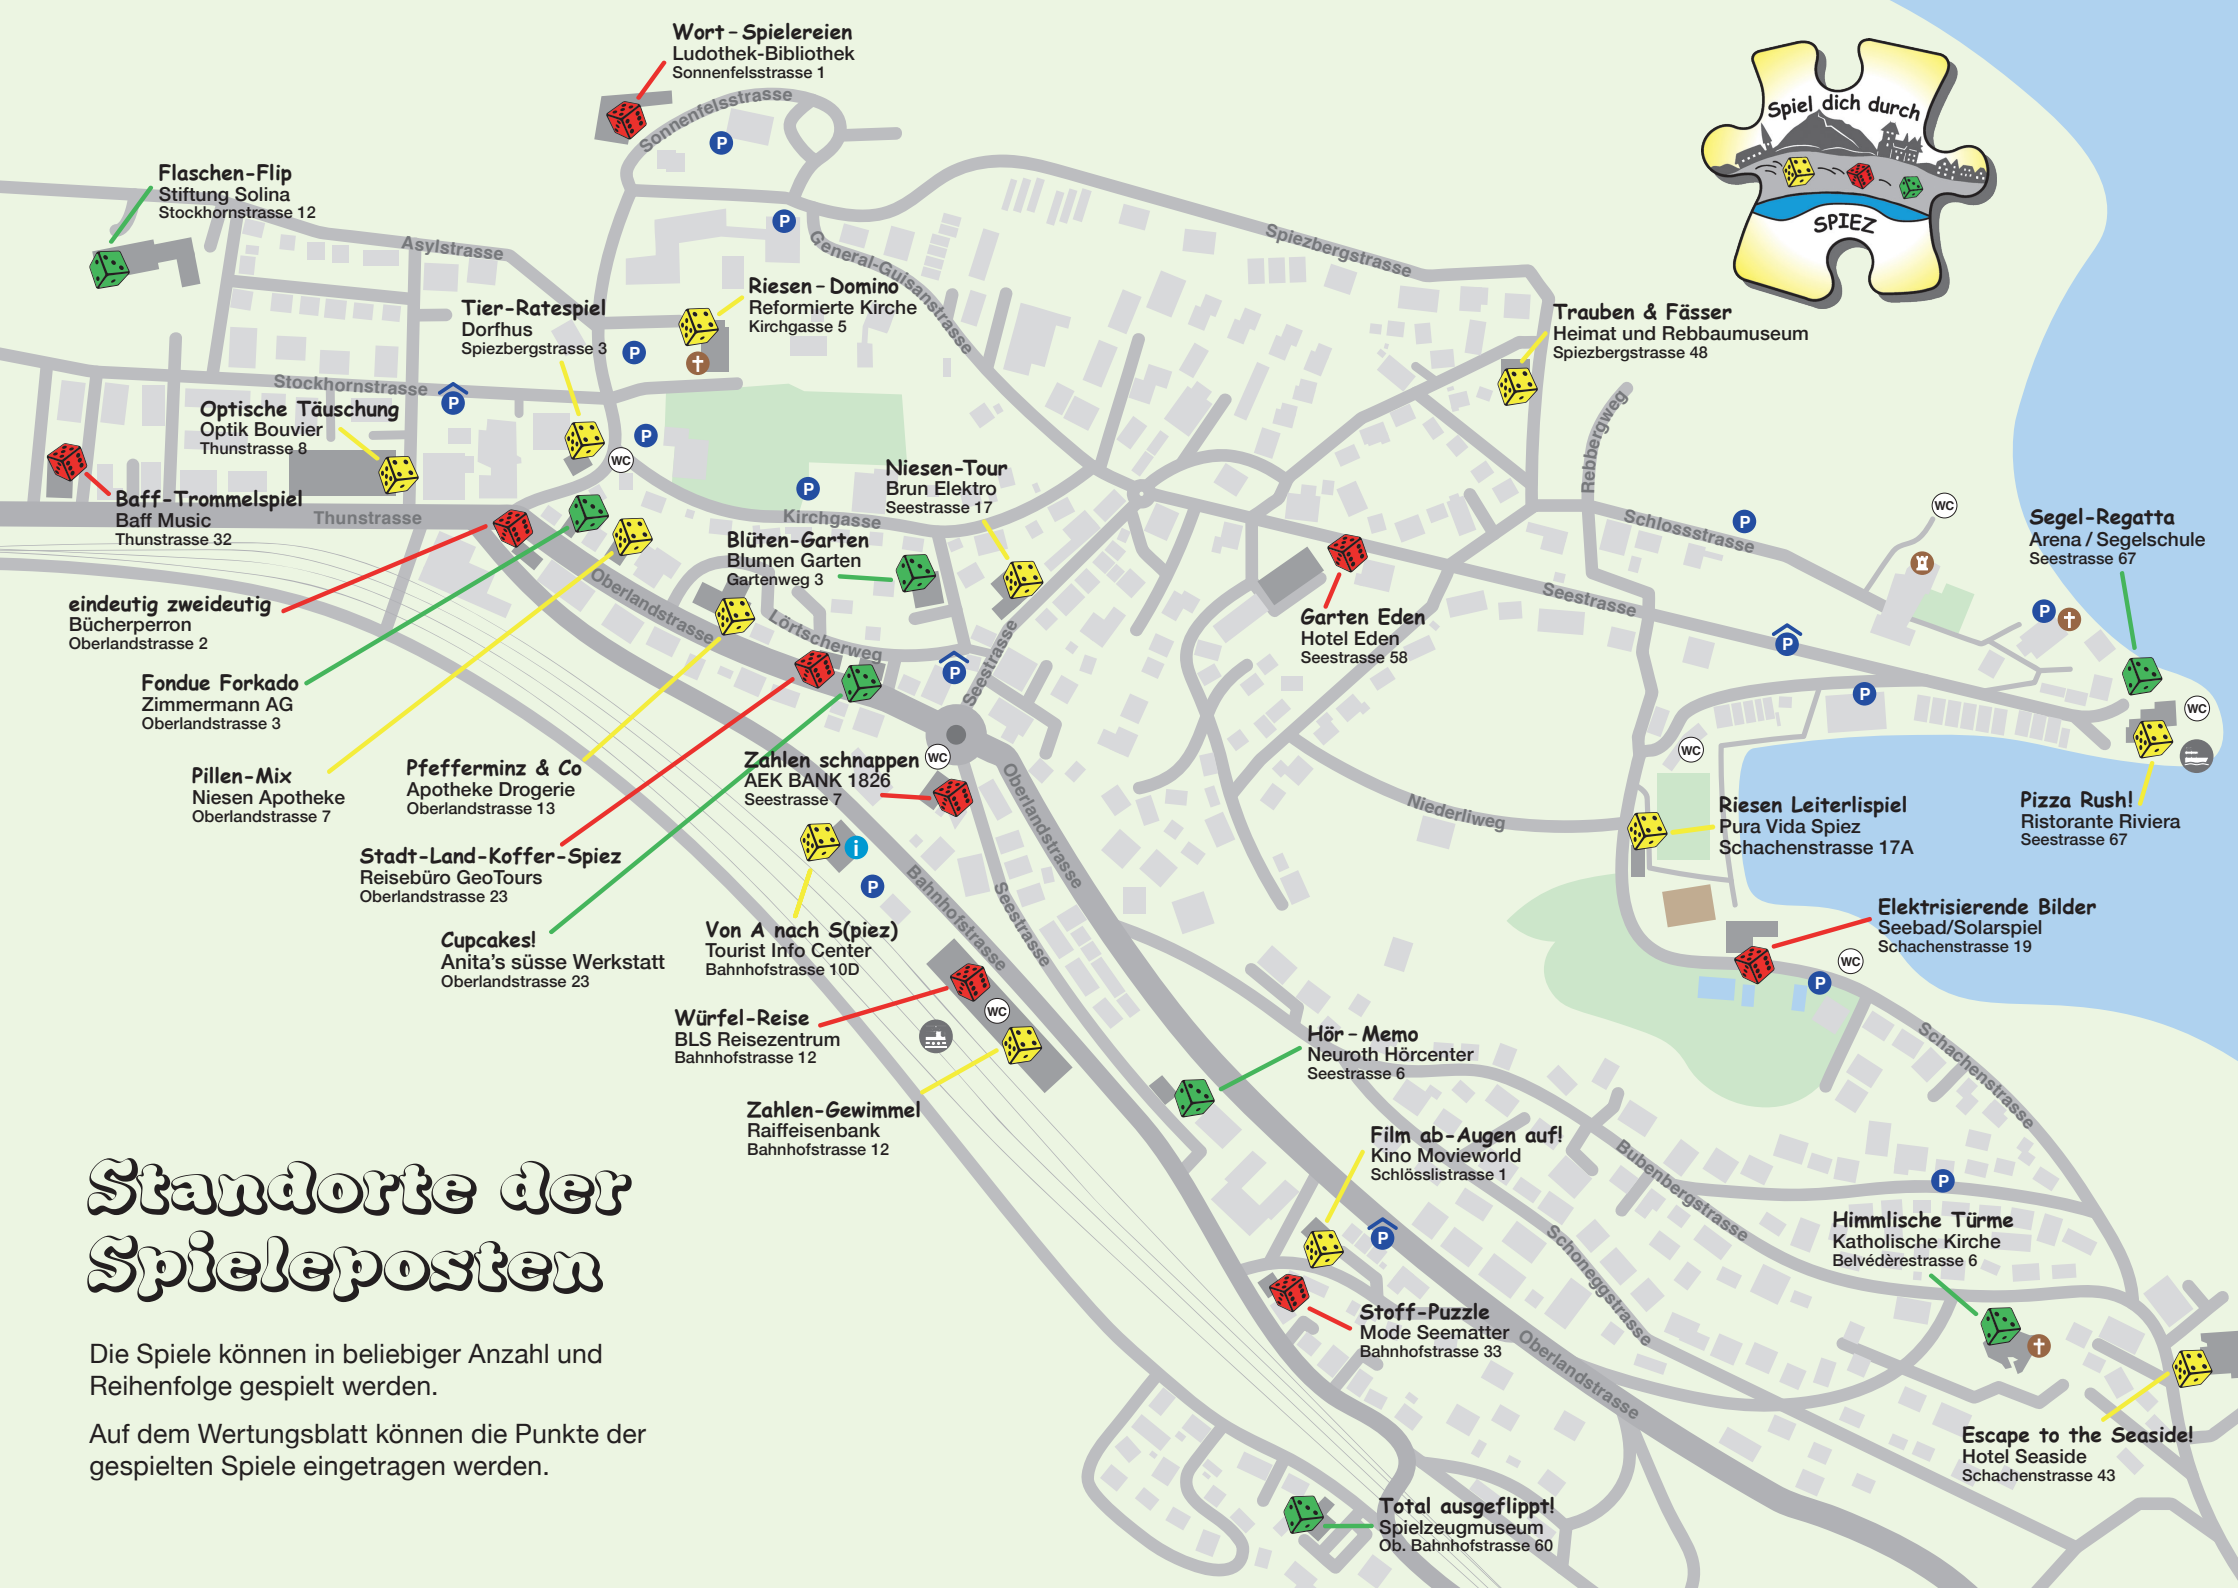 Wort-Spielereien
Ludothek-Bibliothek
Sonnenfelsstrasse 1
Sonnenfelsstrasse
P
Spiel dich durch
SPIEZ
Flaschen-Flip
Stiftung Solina
Stockhornstrasse 12
Asylstrasse
P
General-Guisanstrasse
Spiezbergstrasse
Riesen-Domino
Reformierte Kirche
Kirchgasse 5
Tier-Ratespiel
Dorfhus
Spiezbergstrasse 3
P
Trauben & Fässer
Heimat und Rebbaumuseum
Spiezbergstrasse 48
Stockhornstrasse
P
Optische Täuschung
Optik Bouvier
Thunstrasse 8
P
WC
Rebbergweg
Baff-Trommelspiel
Baff Music
Thunstrasse 32
Thunstrasse
P
Kirchgasse
Niesen-Tour
Brun Elektro
Seestrasse 17
Blüten-Garten
Blumen Garten
Gartenweg 3
Schlossstrasse
P
WC
Segel-Regatta
Arena / Segelschule
Seestrasse 67
P
eindeutig zweideutig
Bücherperron
Oberlandstrasse 2
Oberlandstrasse
Lörtscherweg
P
Seestrasse
Garten Eden
Hotel Eden
Seestrasse 58
Seestrasse
P
P
WC
WC
Fondue Forkado
Zimmermann AG
Oberlandstrasse 3
Pillen-Mix
Niesen Apotheke
Oberlandstrasse 7
Pfefferminz & Co
Apotheke Drogerie
Oberlandstrasse 13
Zahlen schnappen
AEK BANK 1826
Seestrasse 7
WC
Oberlandstrasse
Niederliweg
Riesen Leiterlispiel
Pura Vida Spiez
Schachenstrasse 17A
Pizza Rush!
Ristorante Riviera
Seestrasse 67
Stadt-Land-Koffer-Spiez
Reisebüro GeoTours
Oberlandstrasse 23
i
P
Bahnhofstrasse
Seestrasse
Cupcakes!
Anita's süsse Werkstatt
Oberlandstrasse 23
Von A nach S(piez)
Tourist Info Center
Bahnhofstrasse 10D
Elektrisierende Bilder
Seebad/Solarspiel
Schachenstrasse 19
WC
P
Würfel-Reise
BLS Reisezentrum
Bahnhofstrasse 12
WC
Hör-Memo
Neuroth Hörcenter
Seestrasse 6
Schachenstrasse
Zahlen-Gewimmel
Raiffeisenbank
Bahnhofstrasse 12
Film ab-Augen auf!
Kino Movieworld
Schlösslistrasse 1
Bubenbergstrasse
P
P
Schoneggstrasse
Himmlische Türme
Katholische Kirche
Belvédèrestrasse 6
Stoff-Puzzle
Mode Seematter
Bahnhofstrasse 33
Oberlandstrasse
Escape to the Seaside!
Hotel Seaside
Schachenstrasse 43
Total ausgeflippt!
Spielzeugmuseum
Ob. Bahnhofstrasse 60
Standorte der
Spieleposten
Die Spiele können in beliebiger Anzahl und
Reihenfolge gespielt werden.
Auf dem Wertungsblatt können die Punkte der
gespielten Spiele eingetragen werden.